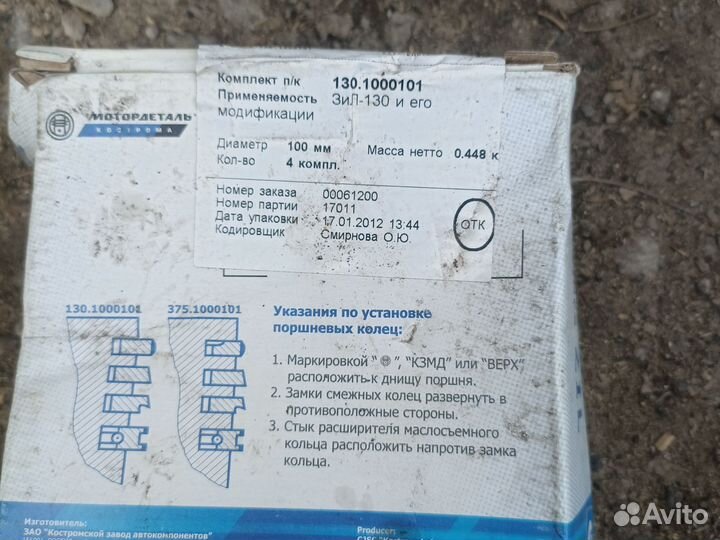 МОТОРДЕТАЛЬ
КОСТРОМА
Комплект п/к 130.1000101
Применяемость ЗиЛ-130 и его
модификации
Диаметр 100 мм Масса нетто 0.448 к
Кол-во 4 компл.
Номер заказа 00061200
Номер партии 17011
Дата упаковки 17.01.2012 13:44
Кодировщик Смирнова О.Ю.
ОТК
130.1000101 375.1000101
Указания по установке
поршневых колец:
1. Маркировкой " ", "КЗМД" или "ВЕРХ"
расположить к днищу поршня.
2. Замки смежных колец развернуть в
противоположные стороны.
3. Стык расширителя маслосъемного
кольца расположить напротив замка
кольца.
Изготовитель:
ЗАО "Костромской завод автокомпонентов"
Producer:
Avito